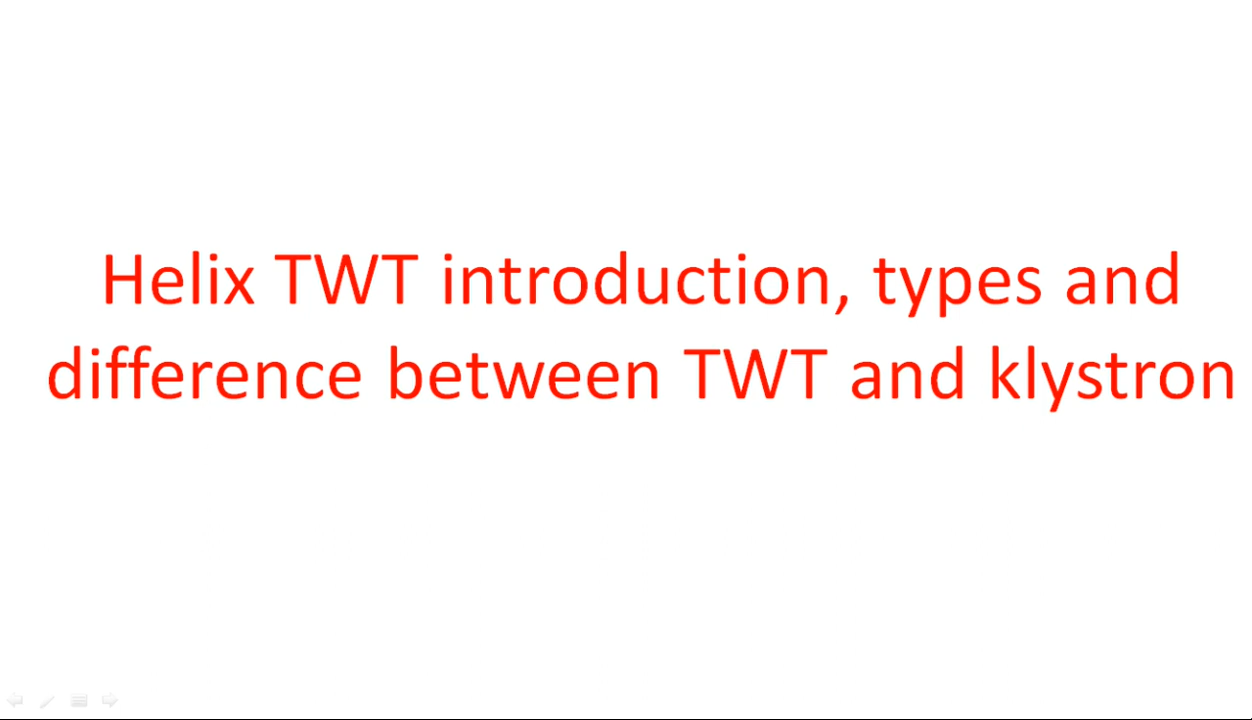 Helix TWT introduction, types and
difference between TWT and klystron